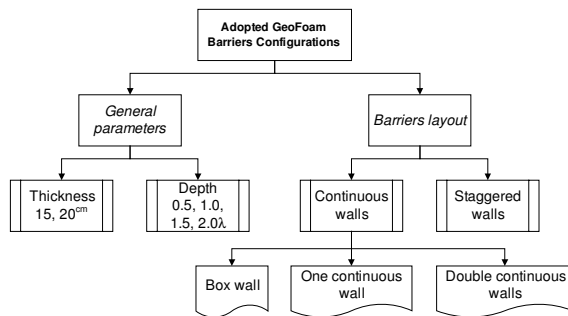 Adopted GeoFoam
Barriers Configurations
General
parameters
Barriers layout
Thickness
15, 20cm
Depth
0.5, 1.0,
1.5, 2.0λ
Continuous
walls
Staggered
walls
Box wall
One continuous
wall
Double continuous
walls